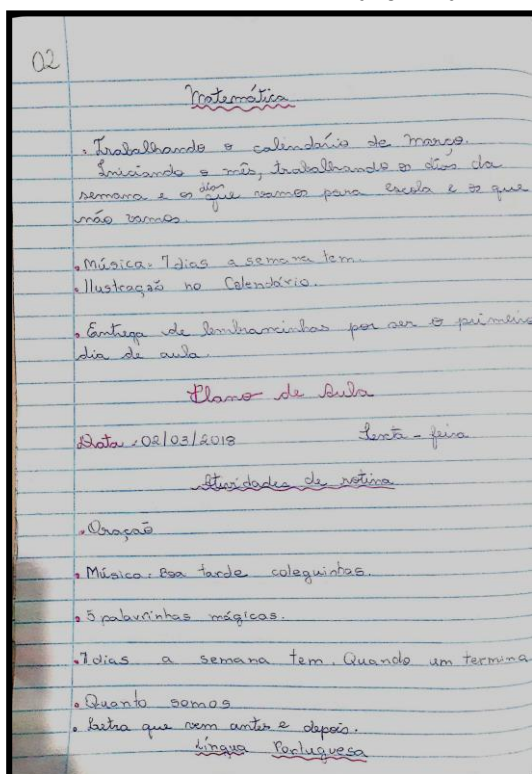 02
Matemática
. Trabalhando o calendário de março.
Iniciando o mês, trabalhando os dias da
semana e os dias que vamos para escola e os que
não vamos.
. Música. 7 dias a semana tem.
. Ilustração no Calendário.
. Entrega de lembrancinhas por ser o primeiro
dia de aula.
Plano de Aula
Data: 02/03/2018 Sexta-feira
Atividades de rotina
. Oração
. Música. Boa tarde coleguinhas.
. 5 palavrinhas mágicas.
. 7 dias a semana tem. Quando um termina
. Quanto somos
. Letra que vem antes e depois.
Língua Portuguesa